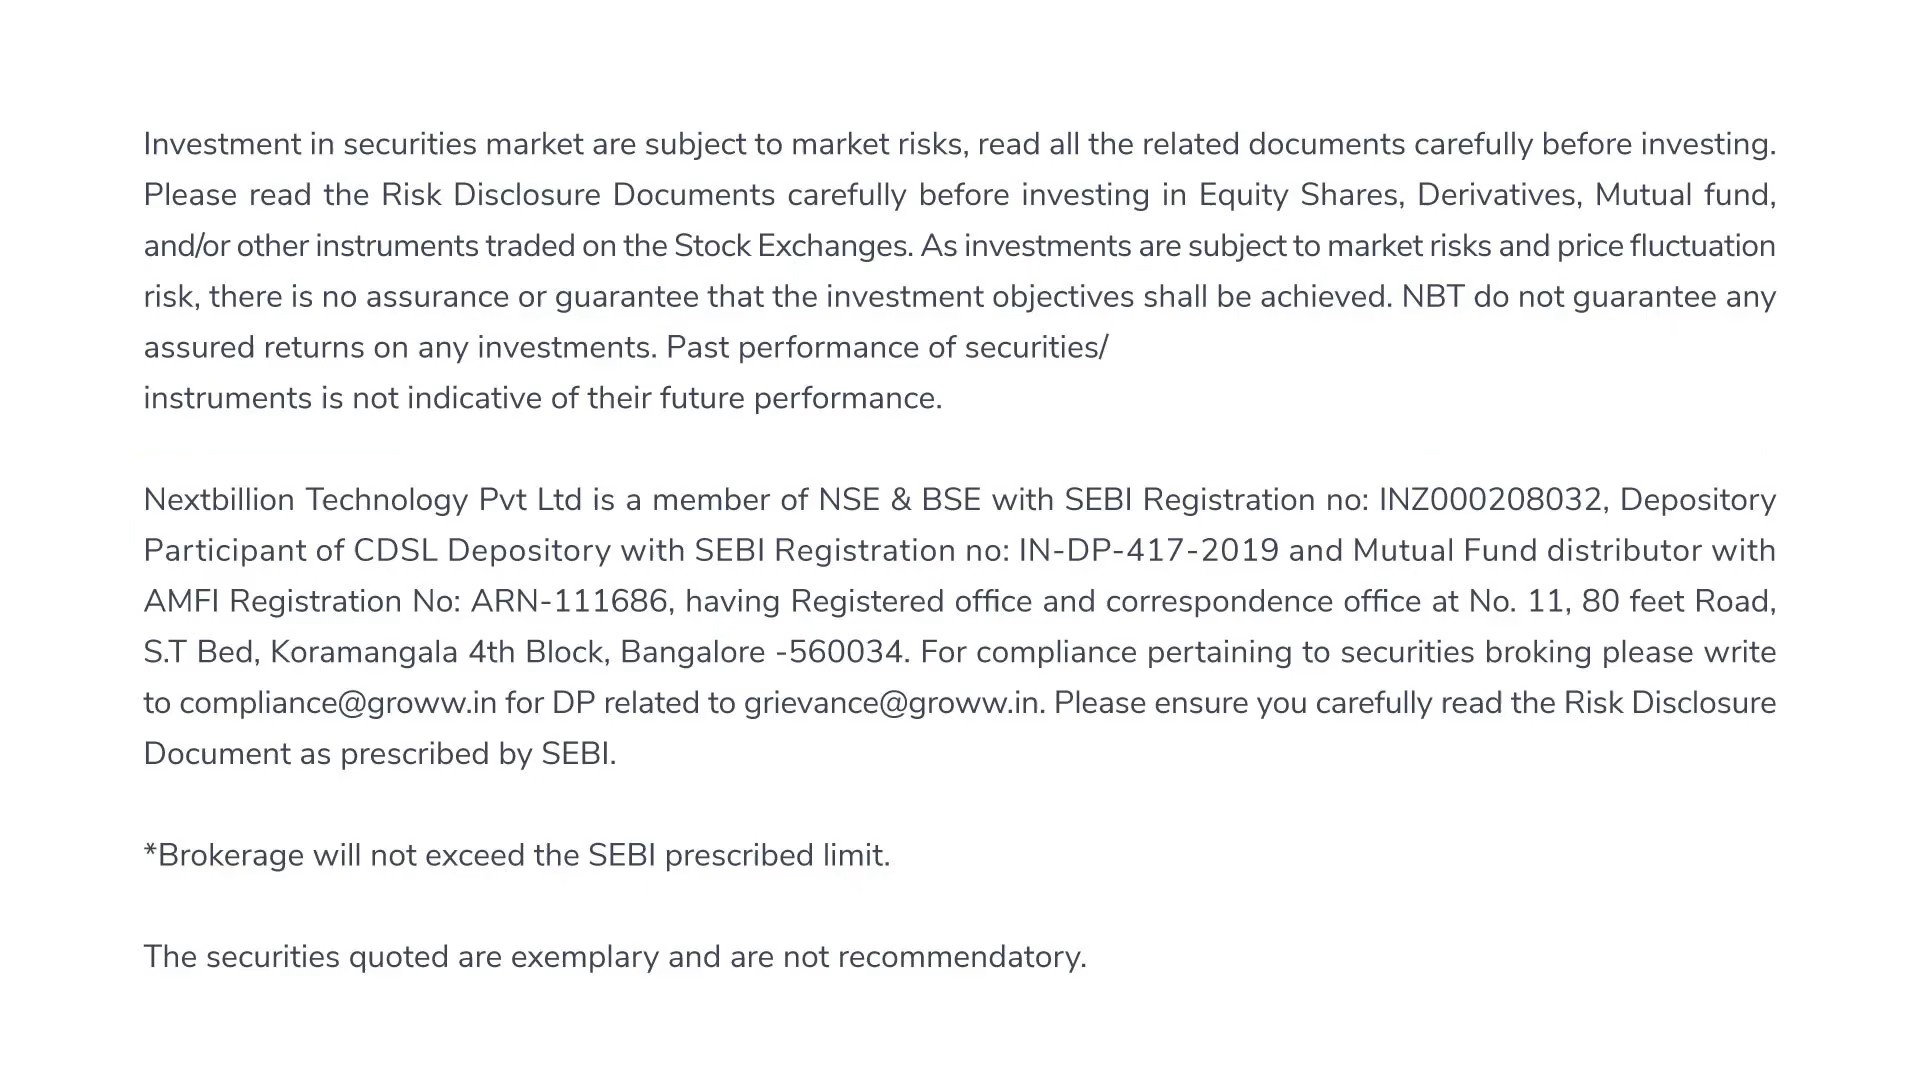 Investment in securities market are subject to market risks, read all the related documents carefully before investing.
Please read the Risk Disclosure Documents carefully before investing in Equity Shares, Derivatives, Mutual fund,
and/or other instruments traded on the Stock Exchanges. As investments are subject to market risks and price fluctuation
risk, there is no assurance or guarantee that the investment objectives shall be achieved. NBT do not guarantee any
assured returns on any investments. Past performance of securities/
instruments is not indicative of their future performance.
Nextbillion Technology Pvt Ltd is a member of NSE & BSE with SEBI Registration no: INZ000208032, Depository
Participant of CDSL Depository with SEBI Registration no: IN-DP-417-2019 and Mutual Fund distributor with
AMFI Registration No: ARN-111686, having Registered office and correspondence office at No. 11, 80 feet Road,
S.T Bed, Koramangala 4th Block, Bangalore -560034. For compliance pertaining to securities broking please write
to compliance@groww.in for DP related to grievance@groww.in. Please ensure you carefully read the Risk Disclosure
Document as prescribed by SEBI.
*Brokerage will not exceed the SEBI prescribed limit.
The securities quoted are exemplary and are not recommendatory.